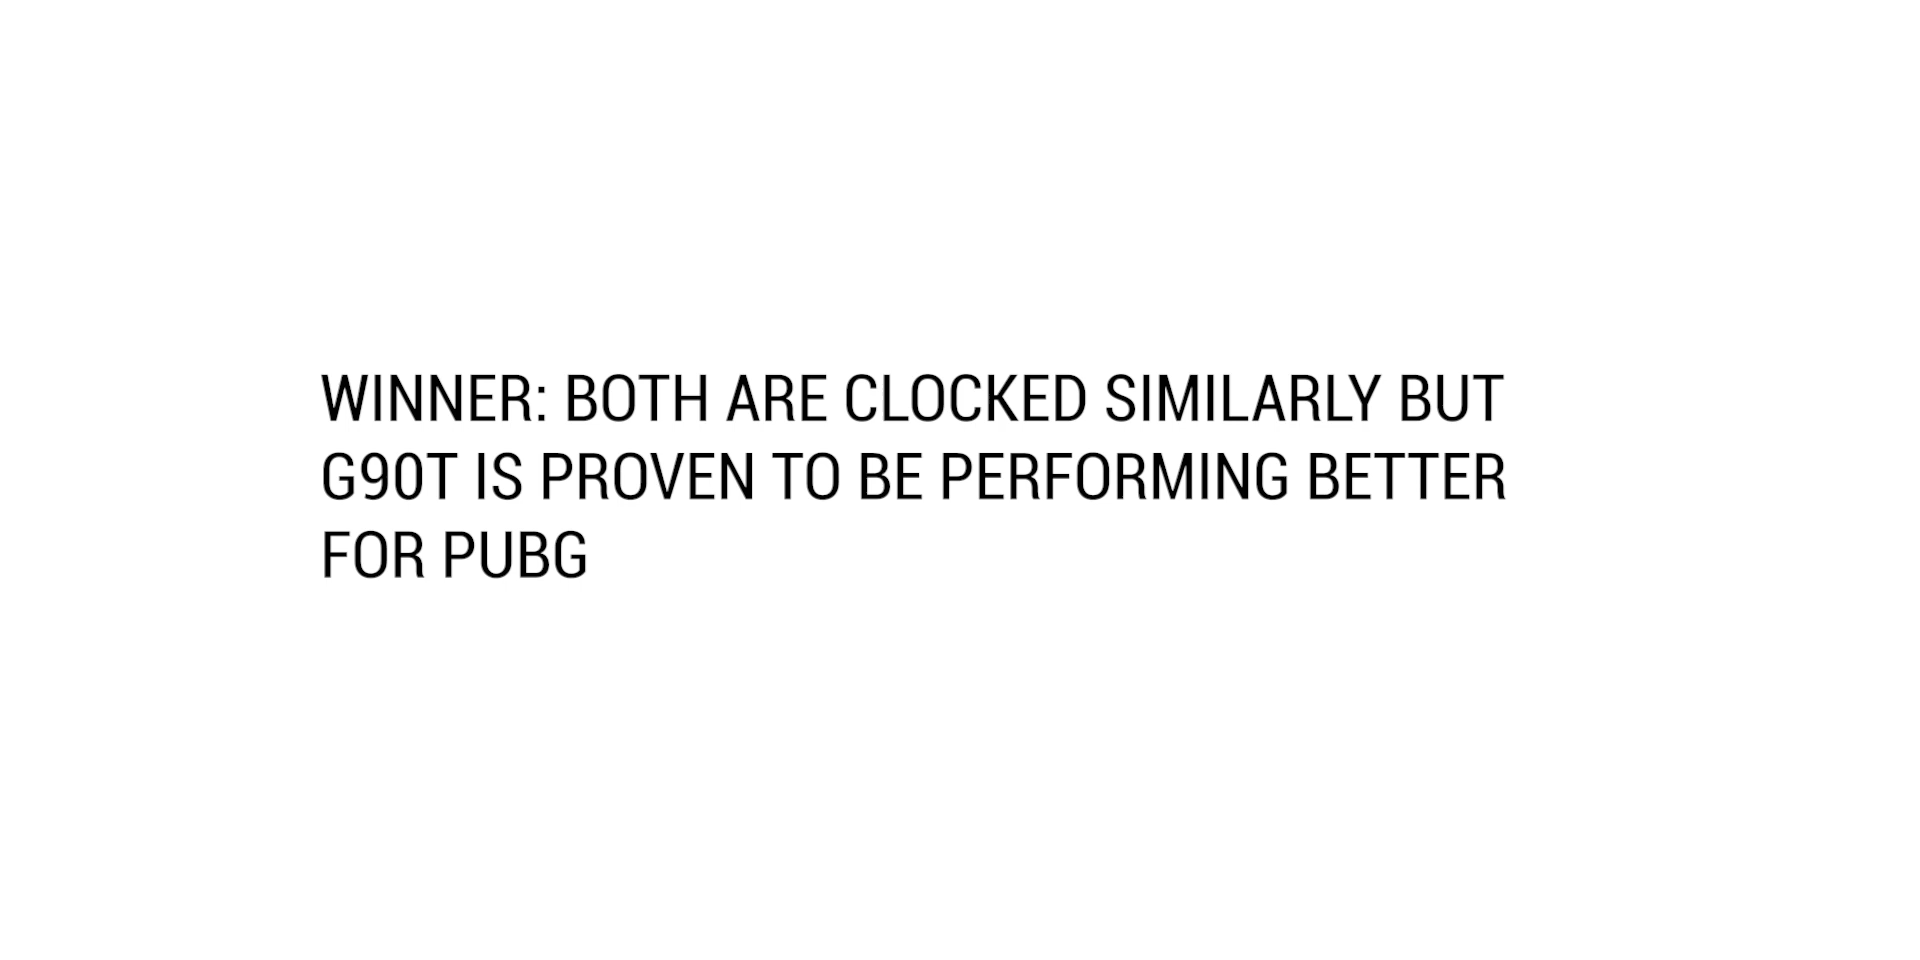 WINNER: BOTH ARE CLOCKED SIMILARLY BUT
G90T IS PROVEN TO BE PERFORMING BETTER
FOR PUBG